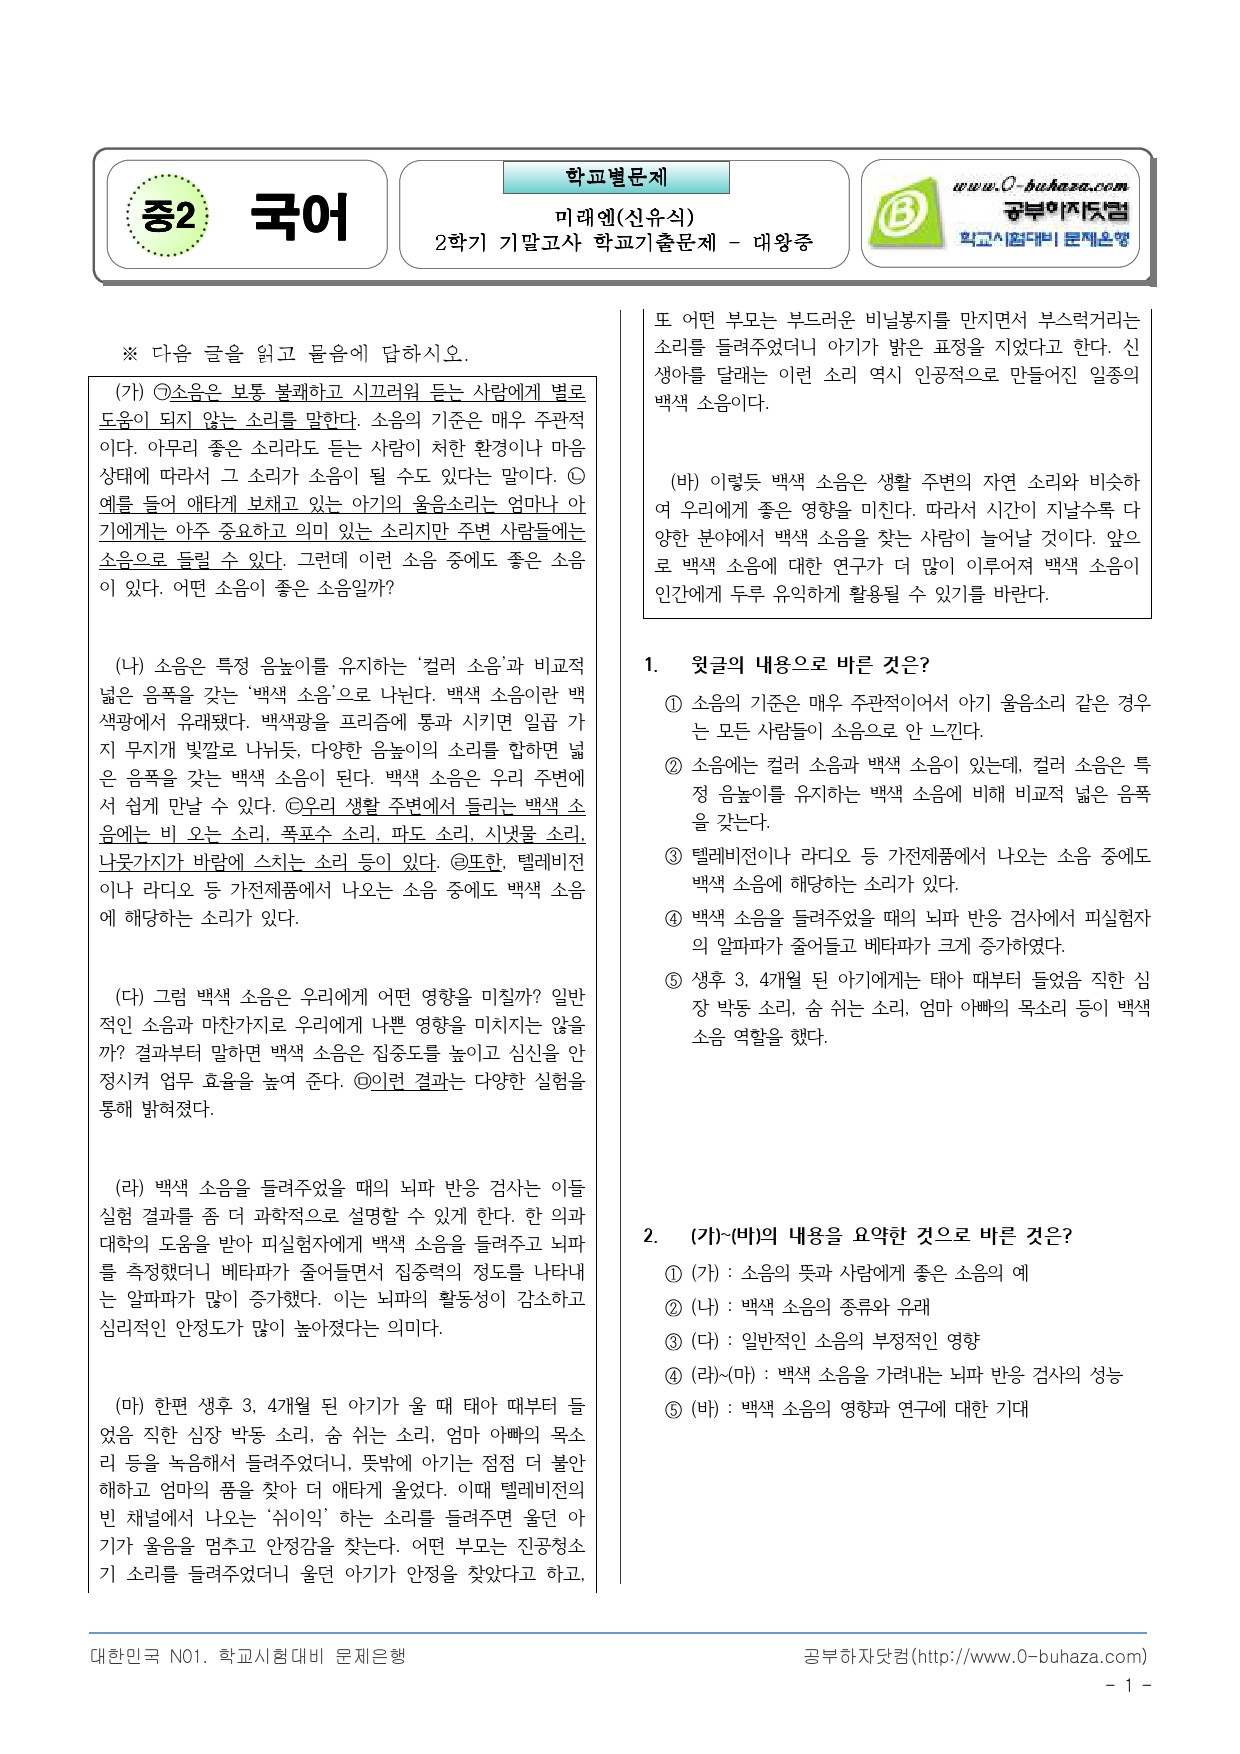 중2
국어
학교별문제
미래엔(신유식)
2학기 기말고사 학교기출문제 - 대왕중
www.O-buhaza.com
공부하자닷컴
학교시험대비 문제은행
※ 다음 글을 읽고 물음에 답하시오.
(가) ㉠소음은 보통 불쾌하고 시끄러워 듣는 사람에게 별로
도움이 되지 않는 소리를 말한다. 소음의 기준은 매우 주관적
이다. 아무리 좋은 소리라도 듣는 사람이 처한 환경이나 마음
상태에 따라서 그 소리가 소음이 될 수도 있다는 말이다. ㉡
예를 들어 애타게 보채고 있는 아기의 울음소리는 엄마나 아
기에게는 아주 중요하고 의미 있는 소리지만 주변 사람들에는
소음으로 들릴 수 있다. 그런데 이런 소음 중에도 좋은 소음
이 있다. 어떤 소음이 좋은 소음일까?
(나) 소음은 특정 음높이를 유지하는 ‘컬러 소음’과 비교적
넓은 음폭을 갖는 ‘백색 소음’으로 나뉜다. 백색 소음이란 백
색광에서 유래됐다. 백색광을 프리즘에 통과 시키면 일곱 가
지 무지개 빛깔로 나뉘듯, 다양한 음높이의 소리를 합하면 넓
은 음폭을 갖는 백색 소음이 된다. 백색 소음은 우리 주변에
서 쉽게 만날 수 있다. ㉢우리 생활 주변에서 들리는 백색 소
음에는 비 오는 소리, 폭포수 소리, 파도 소리, 시냇물 소리,
나뭇가지가 바람에 스치는 소리 등이 있다. ㉣또한, 텔레비전
이나 라디오 등 가전제품에서 나오는 소음 중에도 백색 소음
에 해당하는 소리가 있다.
(다) 그럼 백색 소음은 우리에게 어떤 영향을 미칠까? 일반
적인 소음과 마찬가지로 우리에게 나쁜 영향을 미치지는 않을
까? 결과부터 말하면 백색 소음은 집중도를 높이고 심신을 안
정시켜 업무 효율을 높여 준다. ㉤이런 결과는 다양한 실험을
통해 밝혀졌다.
(라) 백색 소음을 들려주었을 때의 뇌파 반응 검사는 이들
실험 결과를 좀 더 과학적으로 설명할 수 있게 한다. 한 의과
대학의 도움을 받아 피실험자에게 백색 소음을 들려주고 뇌파
를 측정했더니 베타파가 줄어들면서 집중력의 정도를 나타내
는 알파파가 많이 증가했다. 이는 뇌파의 활동성이 감소하고
심리적인 안정도가 많이 높아졌다는 의미다.
(마) 한편 생후 3, 4개월 된 아기가 울 때 태아 때부터 들
었음 직한 심장 박동 소리, 숨 쉬는 소리, 엄마 아빠의 목소
리 등을 녹음해서 들려주었더니, 뜻밖에 아기는 점점 더 불안
해하고 엄마의 품을 찾아 더 애타게 울었다. 이때 텔레비전의
빈 채널에서 나오는 ‘쉬이익’ 하는 소리를 들려주면 울던 아
기가 울음을 멈추고 안정감을 찾는다. 어떤 부모는 진공청소
기 소리를 들려주었더니 울던 아기가 안정을 찾았다고 하고,
또 어떤 부모는 부드러운 비닐봉지를 만지면서 부스럭거리는
소리를 들려주었더니 아기가 밝은 표정을 지었다고 한다. 신
생아를 달래는 이런 소리 역시 인공적으로 만들어진 일종의
백색 소음이다.
(바) 이렇듯 백색 소음은 생활 주변의 자연 소리와 비슷하
여 우리에게 좋은 영향을 미친다. 따라서 시간이 지날수록 다
양한 분야에서 백색 소음을 찾는 사람이 늘어날 것이다. 앞으
로 백색 소음에 대한 연구가 더 많이 이루어져 백색 소음이
인간에게 두루 유익하게 활용될 수 있기를 바란다.
1. 윗글의 내용으로 바른 것은?
① 소음의 기준은 매우 주관적이어서 아기 울음소리 같은 경우
는 모든 사람들이 소음으로 안 느낀다.
② 소음에는 컬러 소음과 백색 소음이 있는데, 컬러 소음은 특
정 음높이를 유지하는 백색 소음에 비해 비교적 넓은 음폭
을 갖는다.
③ 텔레비전이나 라디오 등 가전제품에서 나오는 소음 중에도
백색 소음에 해당하는 소리가 있다.
④ 백색 소음을 들려주었을 때의 뇌파 반응 검사에서 피실험자
의 알파파가 줄어들고 베타파가 크게 증가하였다.
⑤ 생후 3, 4개월 된 아기에게는 태아 때부터 들었음 직한 심
장 박동 소리, 숨 쉬는 소리, 엄마 아빠의 목소리 등이 백색
소음 역할을 했다.
2. (가)~(바)의 내용을 요약한 것으로 바른 것은?
① (가) : 소음의 뜻과 사람에게 좋은 소음의 예
② (나) : 백색 소음의 종류와 유래
③ (다) : 일반적인 소음의 부정적인 영향
④ (라)~(마) : 백색 소음을 가려내는 뇌파 반응 검사의 성능
⑤ (바) : 백색 소음의 영향과 연구에 대한 기대
대한민국 N01. 학교시험대비 문제은행
공부하자닷컴(http://www.0-buhaza.com)
- 1 -